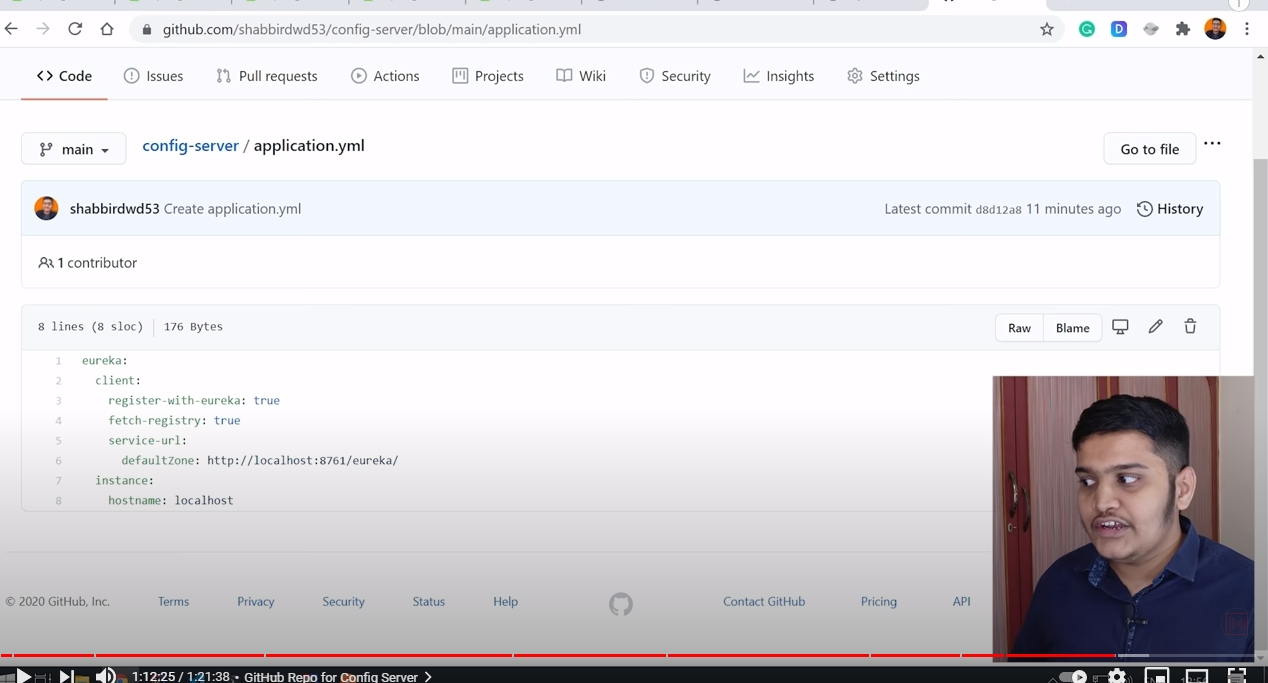 github.com/shabbirdwd53/config-server/blob/main/application.yml
Code Issues Pull requests Actions Projects Wiki Security Insights Settings
main config-server / application.yml Go to file
shabbirdwd53 Create application.yml Latest commit d8d12a8 11 minutes ago History
1 contributor
8 lines (8 sloc) 176 Bytes Raw Blame
1 eureka:
2 client:
3 register-with-eureka: true
4 fetch-registry: true
5 service-url:
6 defaultZone: http://localhost:8761/eureka/
7 instance:
8 hostname: localhost
© 2020 GitHub, Inc. Terms Privacy Security Status Help Contact GitHub Pricing API
1:12:25 / 1:21:38 • GitHub Repo for Config Server